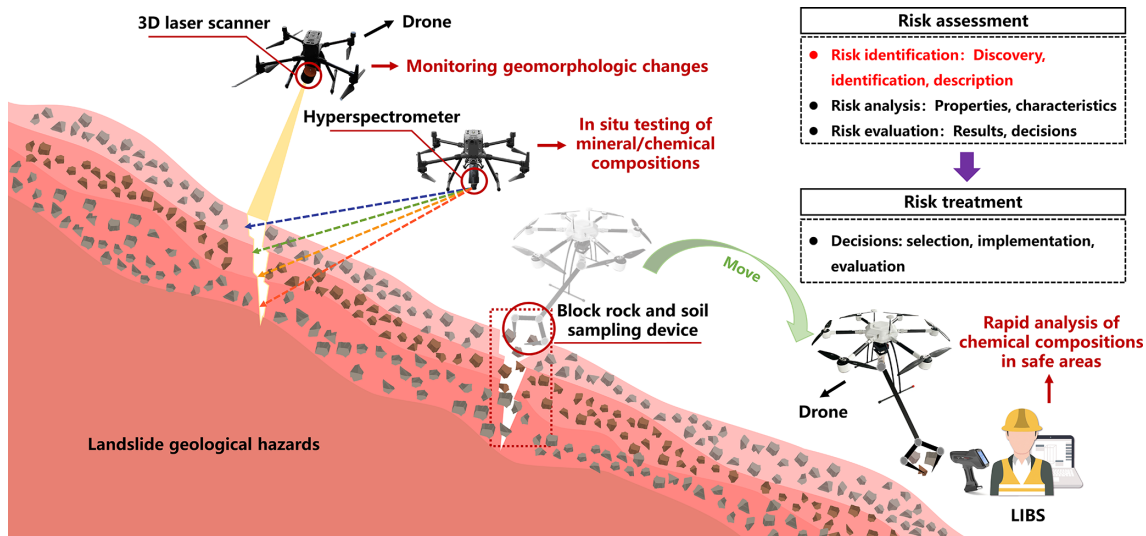 3D laser scanner
Drone
Monitoring geomorphologic changes
Hyperspectrometer
In situ testing of
mineral/chemical
compositions
Risk assessment
● Risk identification：Discovery,
identification, description
● Risk analysis：Properties, characteristics
● Risk evaluation：Results, decisions
Risk treatment
● Decisions: selection, implementation,
evaluation
Move
Block rock and soil
sampling device
Rapid analysis of
chemical compositions
in safe areas
Drone
Landslide geological hazards
LIBS